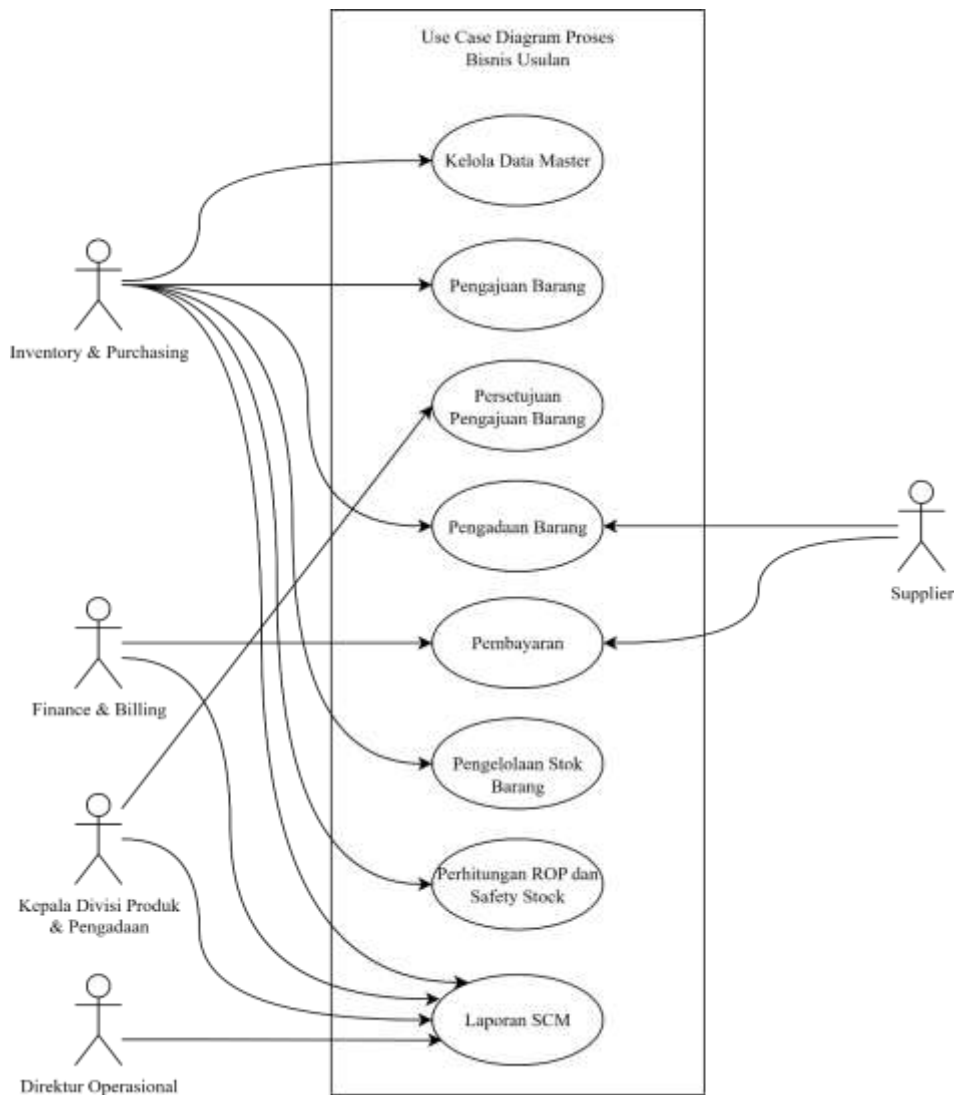 Use Case Diagram Proses
Bisnis Usulan
Kelola Data Master
Pengajuan Barang
Inventory & Purchasing
Persetujuan
Pengajuan Barang
Pengadaan Barang
Supplier
Pembayaran
Finance & Billing
Pengelolaan Stok
Barang
Perhitungan ROP dan
Safety Stock
Kepala Divisi Produk
& Pengadaan
Laporan SCM
Direktur Operasional